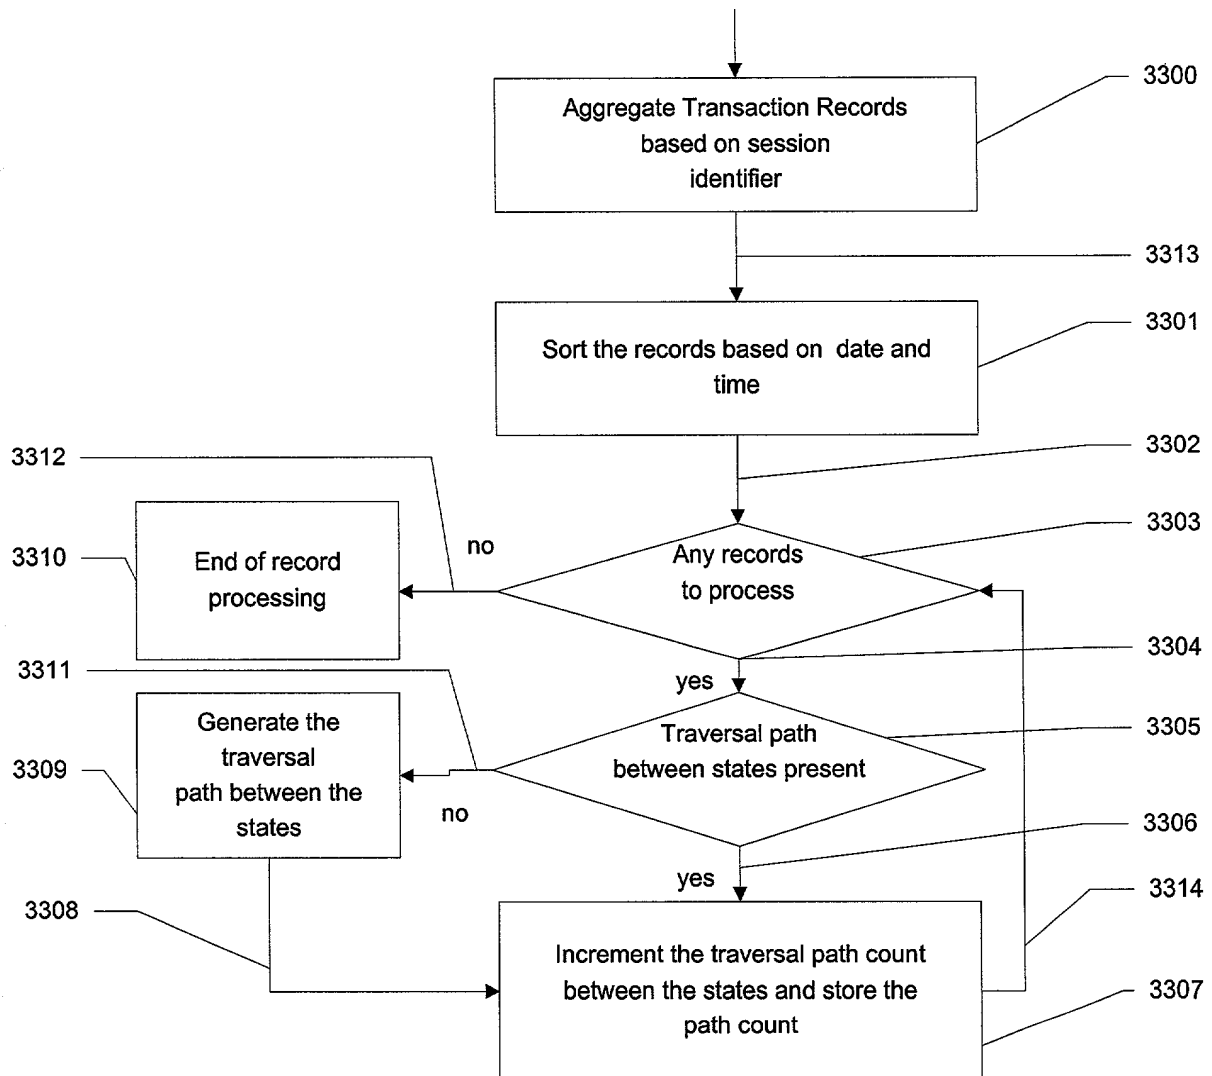 3300
Aggregate Transaction Records
based on session
identifier
3313
3301
Sort the records based on date and
time
3302
3312
3303
no
3310
End of record
processing
Any records
to process
3311
3304
yes
Generate the
traversal
path between the
states
3305
Traversal path
between states present
3309
no
3306
yes
3314
3308
Increment the traversal path count
between the states and store the
path count
3307